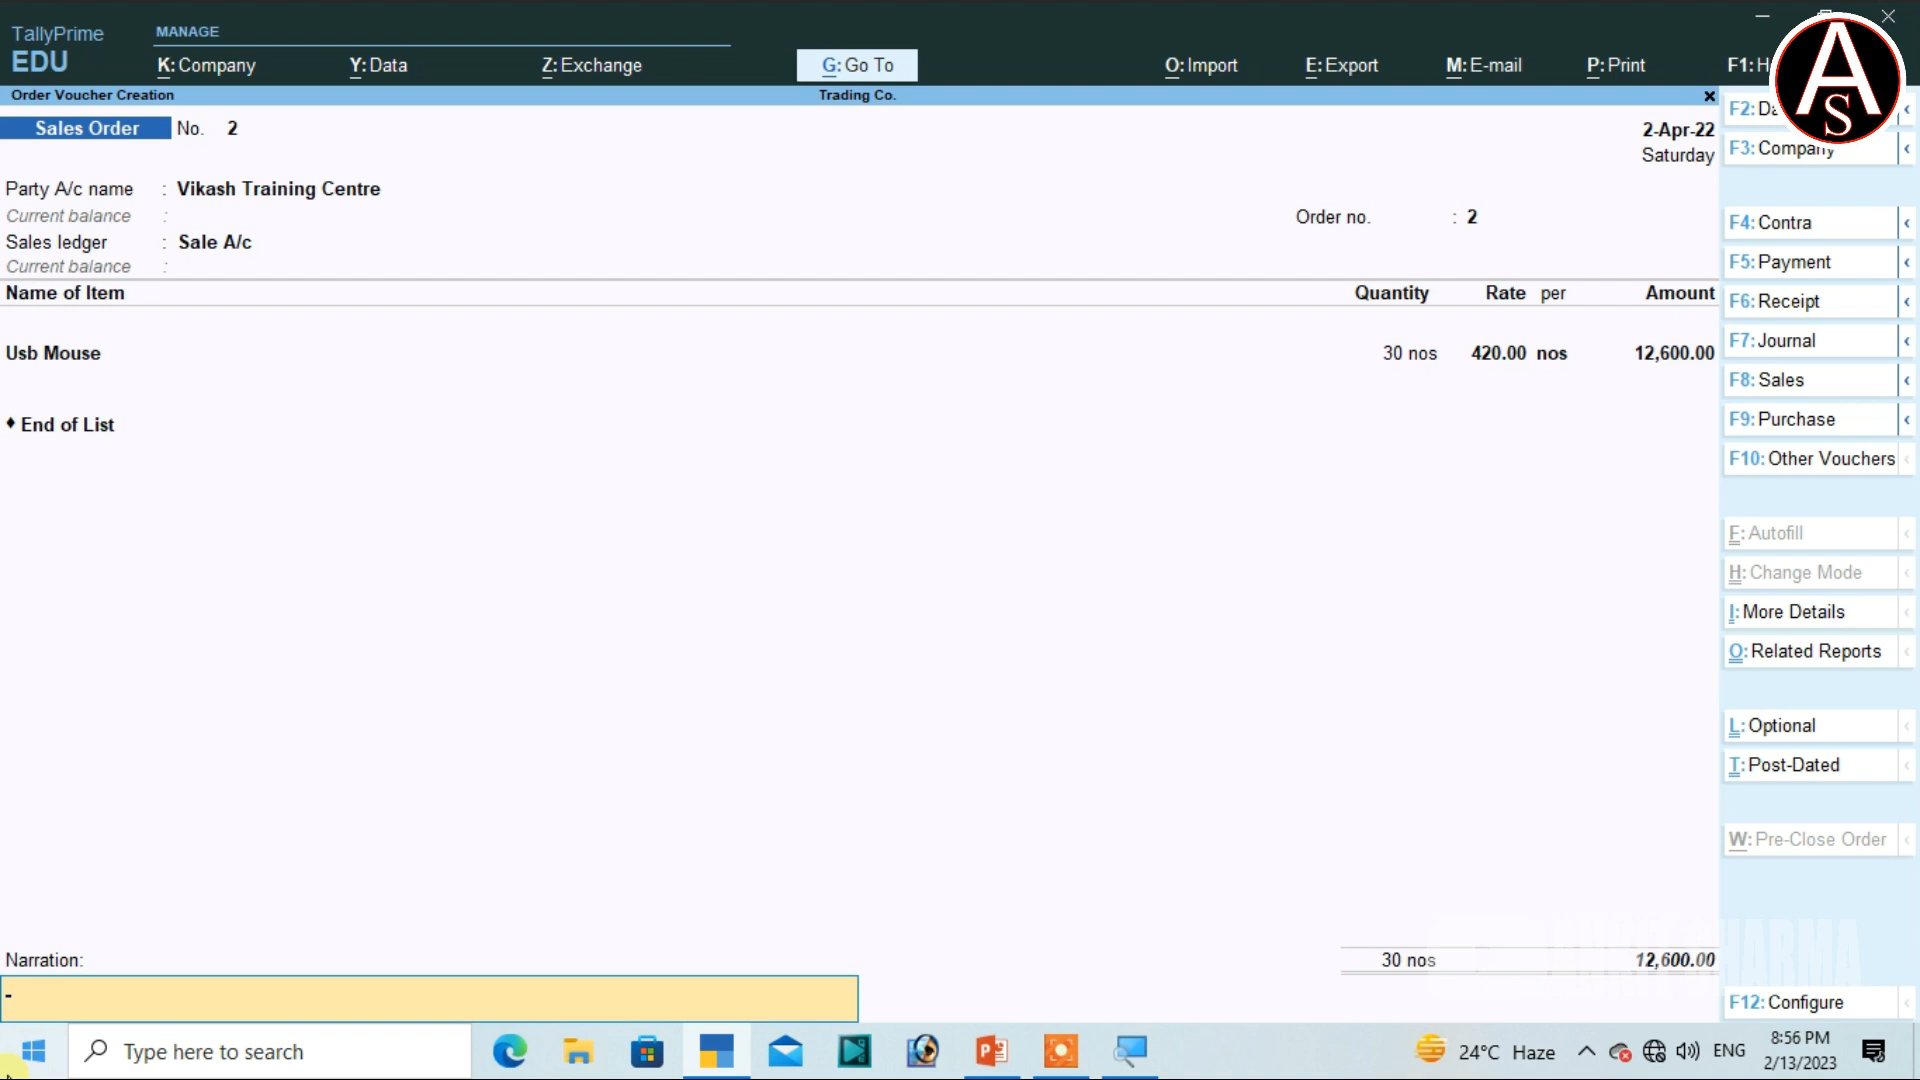 TallyPrime
EDU
MANAGE
K: Company
Y: Data
Z: Exchange
G: Go To
O: Import
E: Export
M: E-mail
P: Print
F1: H
A
S
Order Voucher Creation
Trading Co.
Sales Order No. 2
2-Apr-22
Saturday
Party A/c name : Vikash Training Centre
Current balance :
Order no. : 2
Sales ledger : Sale A/c
Current balance :
Name of Item Quantity Rate per Amount
Usb Mouse 30 nos 420.00 nos 12,600.00
♦ End of List
Narration:
-
30 nos 12,600.00
F2: Da
F3: Company
F4: Contra
F5: Payment
F6: Receipt
F7: Journal
F8: Sales
F9: Purchase
F10: Other Vouchers
F: Autofill
H: Change Mode
I: More Details
O: Related Reports
L: Optional
T: Post-Dated
W: Pre-Close Order
F12: Configure
Type here to search
24°C Haze
ENG
8:56 PM
2/13/2023